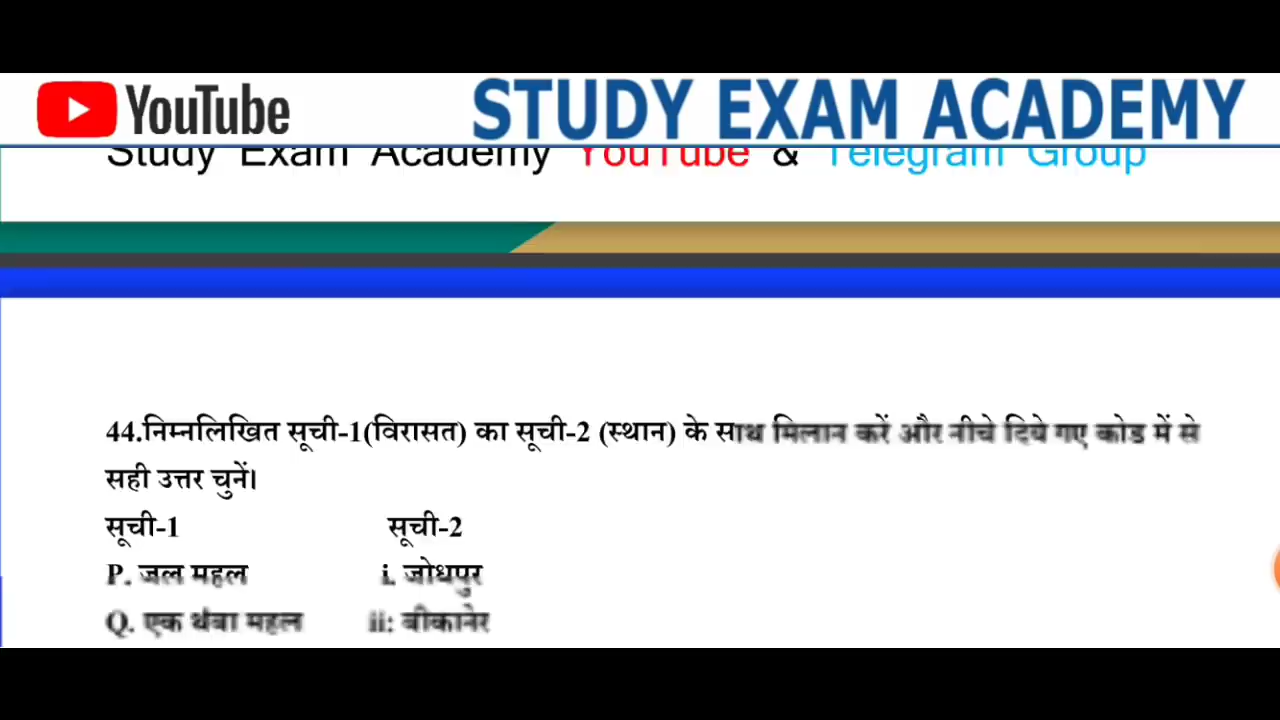 YouTube STUDY EXAM ACADEMY
Study Exam Academy YouTube & Telegram Group
44.निम्नलिखित सूची-1(विरासत) का सूची-2 (स्थान) के साथ मिलान करें और नीचे दिये गए कोड में से
सही उत्तर चुनें।
सूची-1 सूची-2
P. जल महल i. जोधपुर
Q. एक थंबा महल ii: बीकानेर